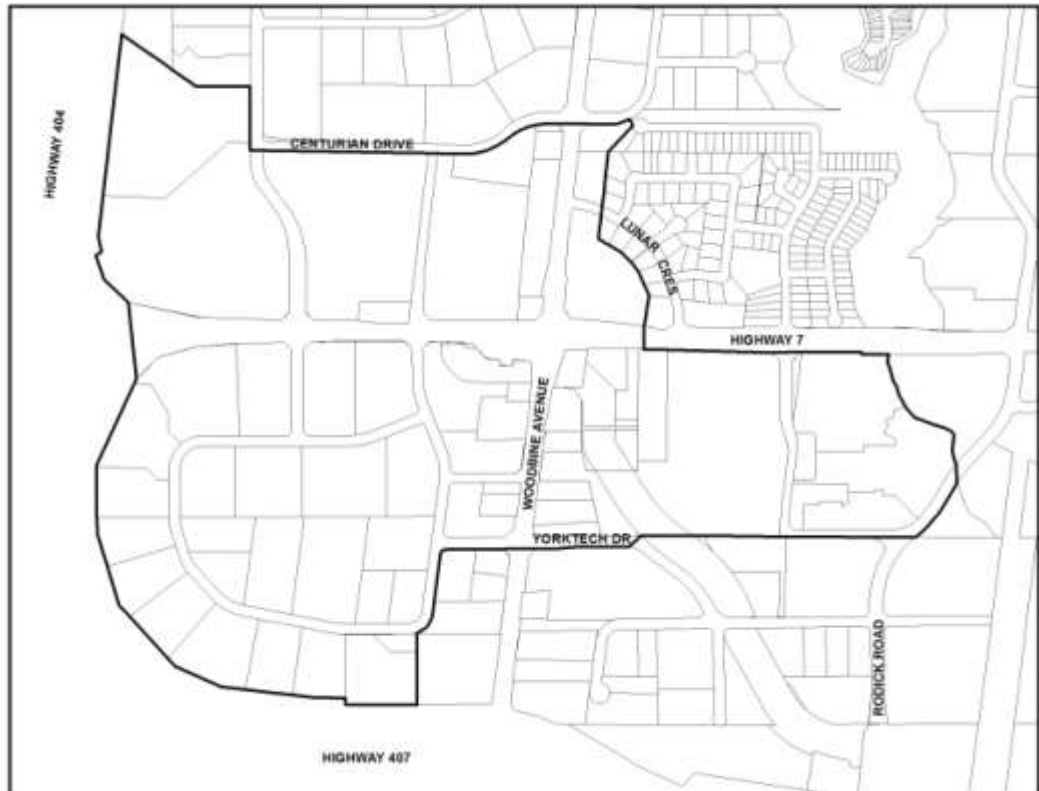 HIGHWAY 404
CENTURIAN DRIVE
LUNAR CRES
HIGHWAY 7
WOODBINE AVENUE
YORKTECH DR
RODICK ROAD
HIGHWAY 407